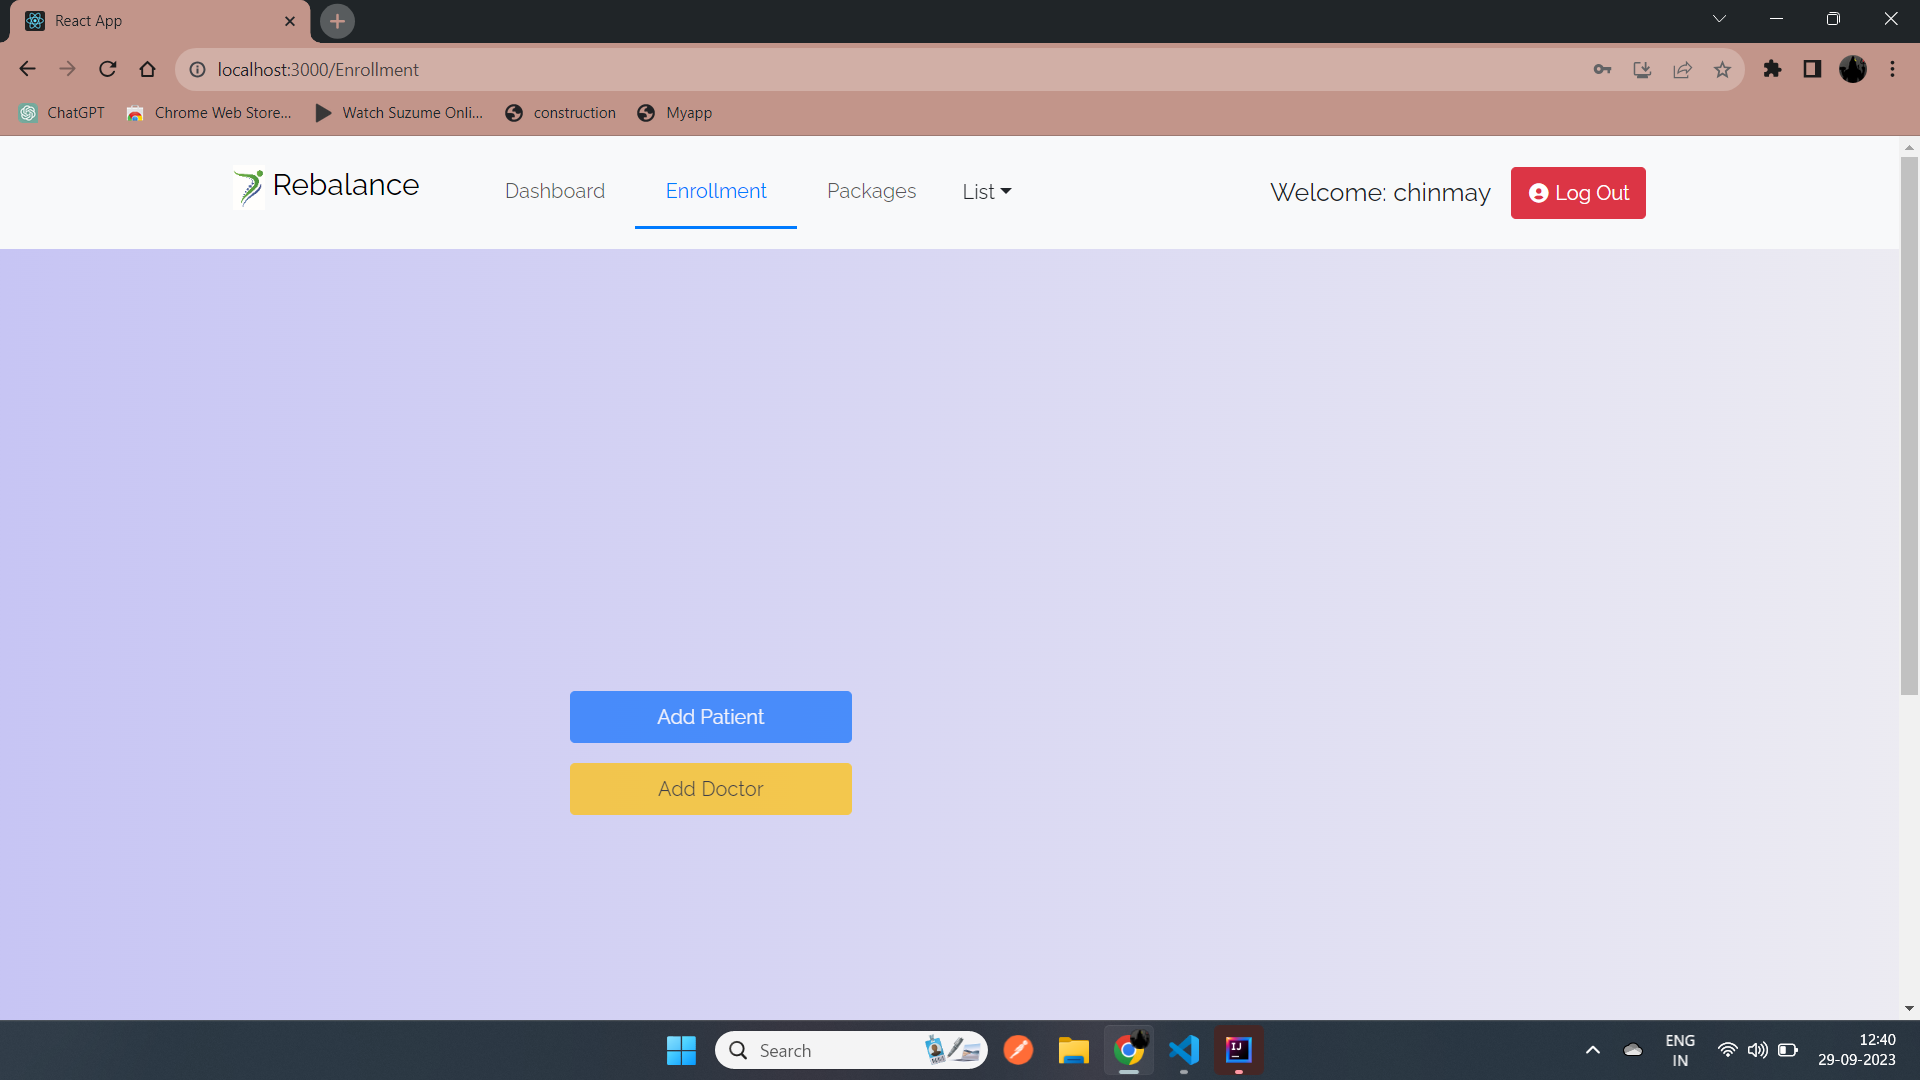 React App
localhost:3000/Enrollment
ChatGPT
Chrome Web Store...
Watch Suzume Onli...
construction
Myapp
Rebalance
Dashboard
Enrollment
Packages
List
Welcome: chinmay
Log Out
Add Patient
Add Doctor
Search
IJ
ENG
IN
12:40
29-09-2023